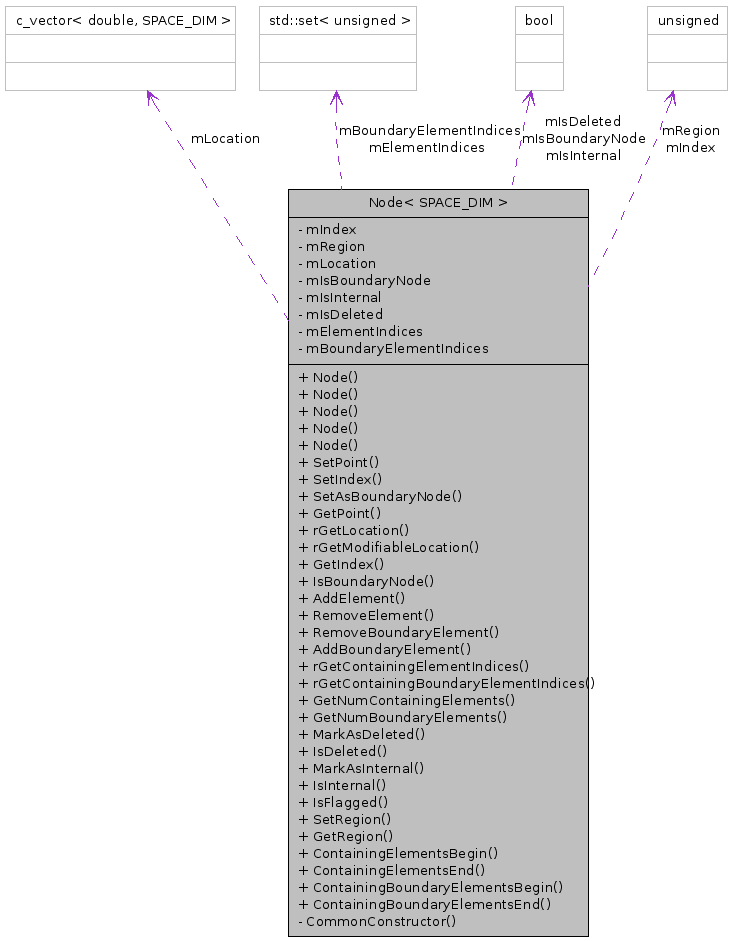 c_vector< double, SPACE_DIM >
std::set< unsigned >
bool
unsigned
mLocation
mBoundaryElementIndices
mElementIndices
mIsDeleted
mIsBoundaryNode
mIsInternal
mRegion
mIndex
Node< SPACE_DIM >
- mIndex
- mRegion
- mLocation
- mIsBoundaryNode
- mIsInternal
- mIsDeleted
- mElementIndices
- mBoundaryElementIndices
+ Node()
+ Node()
+ Node()
+ Node()
+ Node()
+ SetPoint()
+ SetIndex()
+ SetAsBoundaryNode()
+ GetPoint()
+ rGetLocation()
+ rGetModifiableLocation()
+ GetIndex()
+ IsBoundaryNode()
+ AddElement()
+ RemoveElement()
+ RemoveBoundaryElement()
+ AddBoundaryElement()
+ rGetContainingElementIndices()
+ rGetContainingBoundaryElementIndices()
+ GetNumContainingElements()
+ GetNumBoundaryElements()
+ MarkAsDeleted()
+ IsDeleted()
+ MarkAsInternal()
+ IsInternal()
+ IsFlagged()
+ SetRegion()
+ GetRegion()
+ ContainingElementsBegin()
+ ContainingElementsEnd()
+ ContainingBoundaryElementsBegin()
+ ContainingBoundaryElementsEnd()
- CommonConstructor()